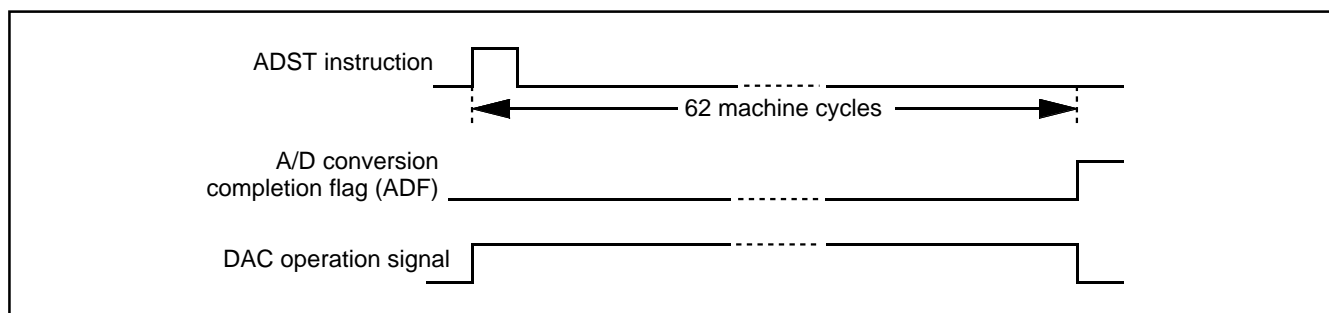 ADST instruction
62 machine cycles
A/D conversion
completion flag (ADF)
DAC operation signal